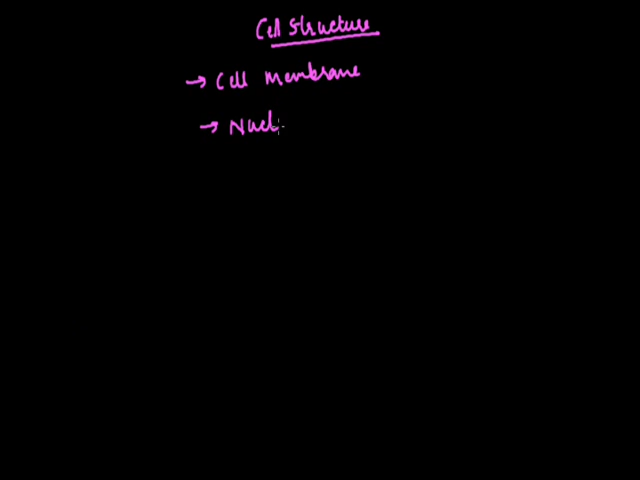 Cell Structure
→ Cell Membrane
→ Nucl